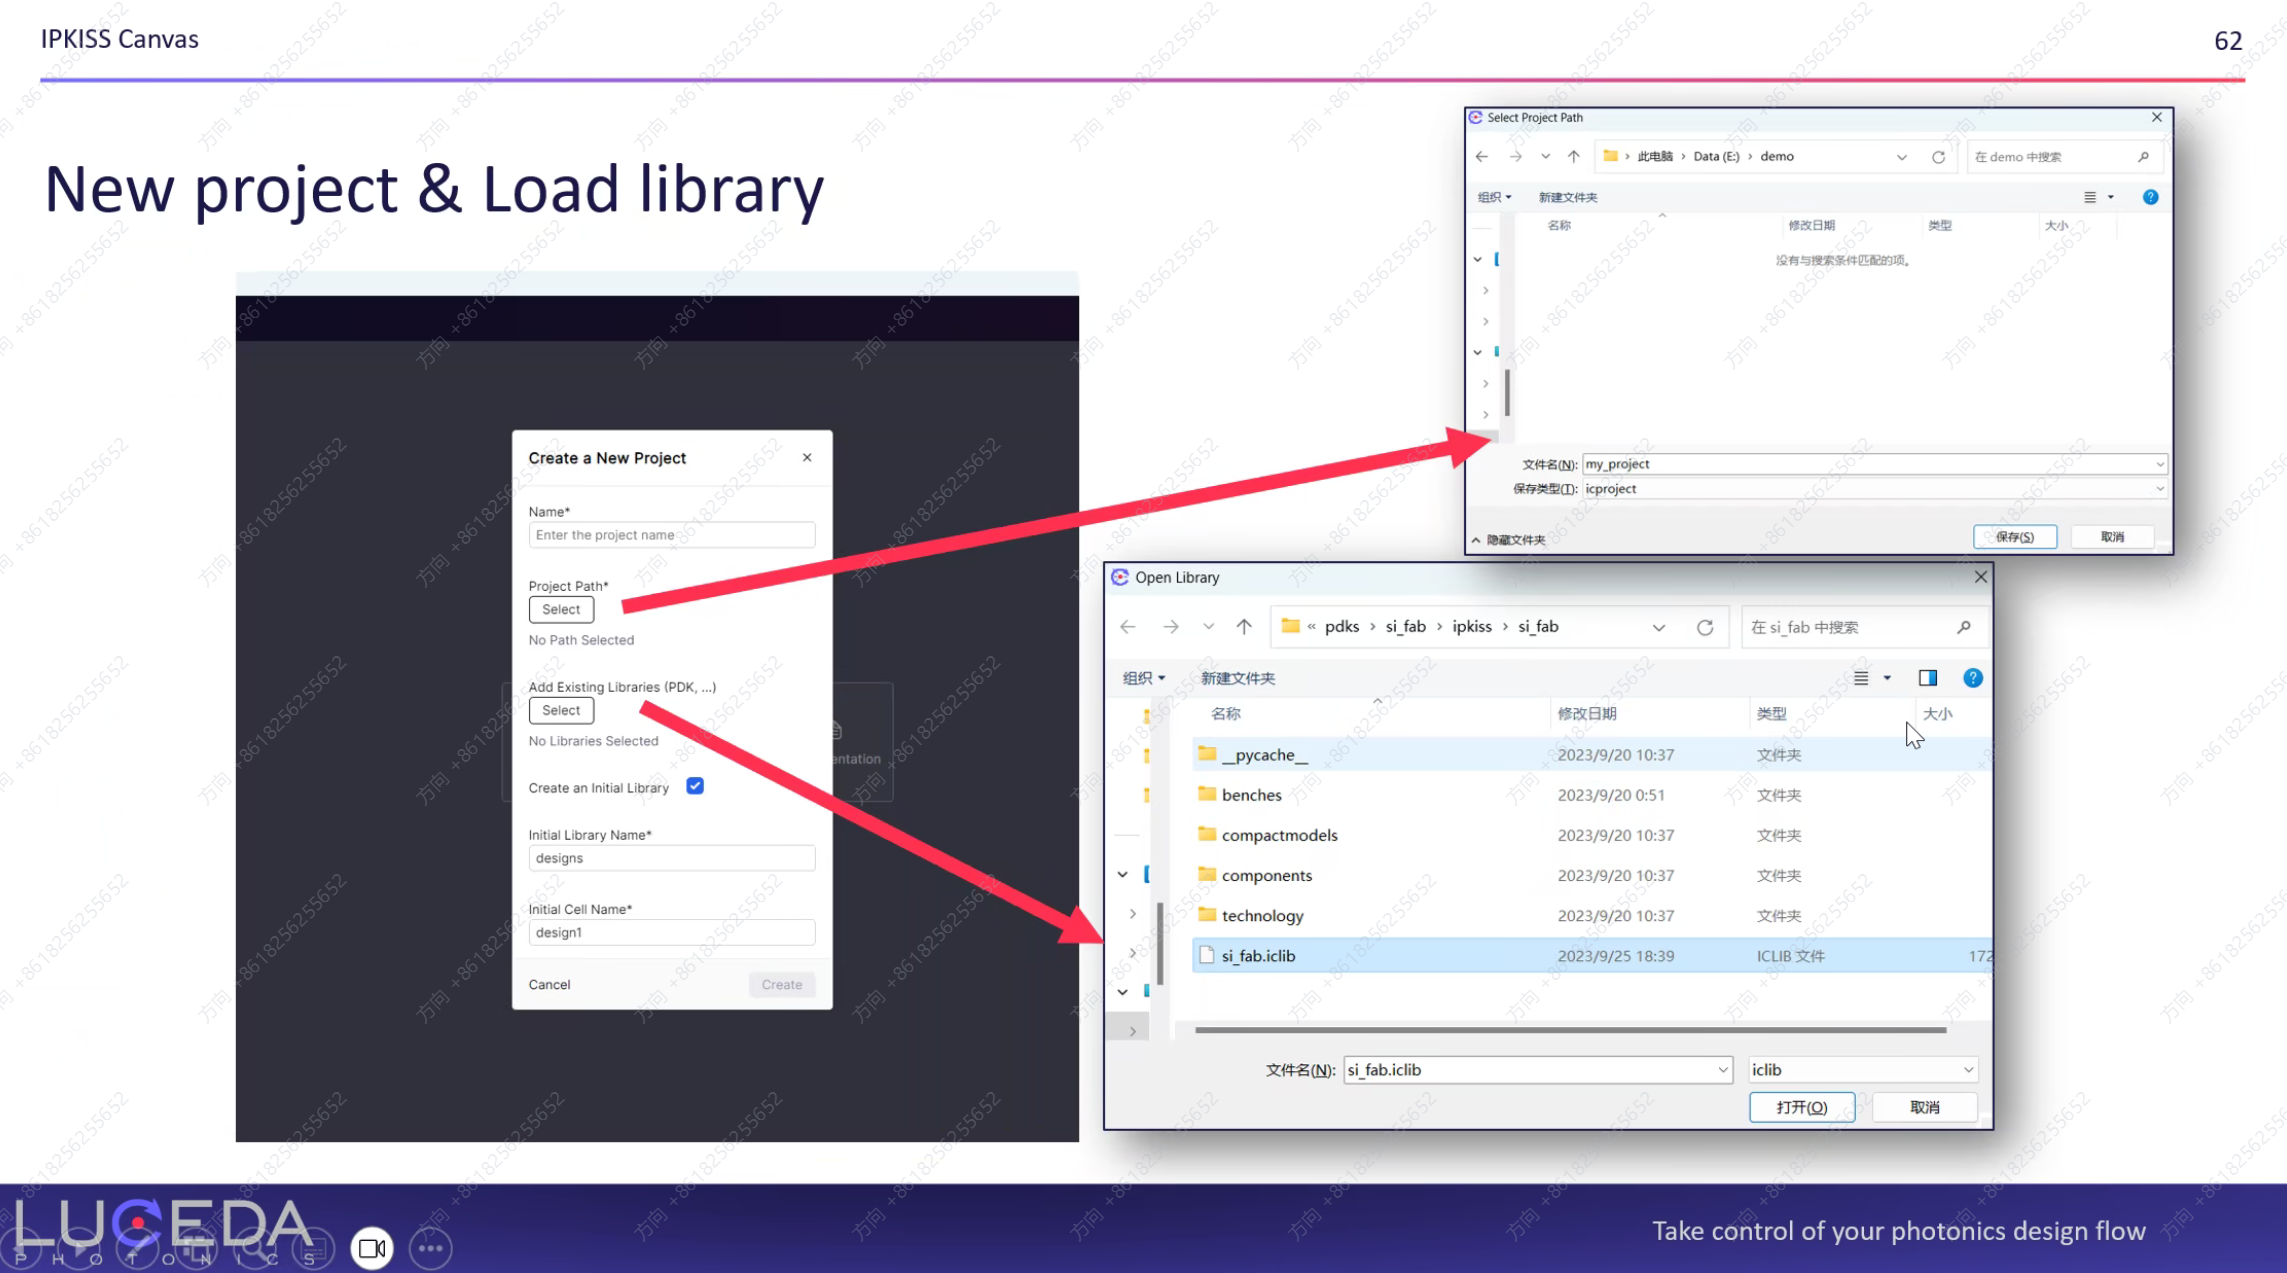 IPKISS Canvas
62
New project & Load library
Create a New Project
Name*
Enter the project name
Project Path*
Select
No Path Selected
Add Existing Libraries (PDK, ...)
Select
No Libraries Selected
Create an Initial Library
Initial Library Name*
designs
Initial Cell Name*
design1
Cancel
Create
entation
Select Project Path
此电脑 › Data (E:) › demo
在 demo 中搜索
组织
新建文件夹
名称
修改日期
类型
大小
没有与搜索条件匹配的项。
文件名(N): my_project
保存类型(T): icproject
隐藏文件夹
保存(S)
取消
Open Library
« pdks › si_fab › ipkiss › si_fab
在 si_fab 中搜索
组织
新建文件夹
名称
修改日期
类型
大小
__pycache__ 2023/9/20 10:37 文件夹
benches 2023/9/20 0:51 文件夹
compactmodels 2023/9/20 10:37 文件夹
components 2023/9/20 10:37 文件夹
technology 2023/9/20 10:37 文件夹
si_fab.iclib 2023/9/25 18:39 ICLIB 文件 172
文件名(N): si_fab.iclib
iclib
打开(O)
取消
LUCEDA
PHOTONICS
Take control of your photonics design flow
方向 +8618256255652